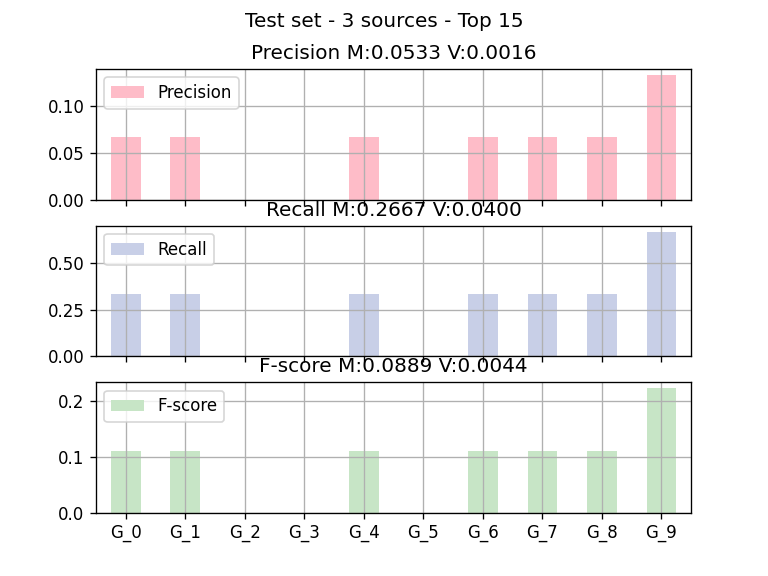 Test set - 3 sources - Top 15
Precision M:0.0533 V:0.0016
Precision
0.10
0.05
0.00
Recall M:0.2667 V:0.0400
Recall
0.50
0.25
0.00
F-score M:0.0889 V:0.0044
F-score
0.2
0.1
0.0
G_0 G_1 G_2 G_3 G_4 G_5 G_6 G_7 G_8 G_9